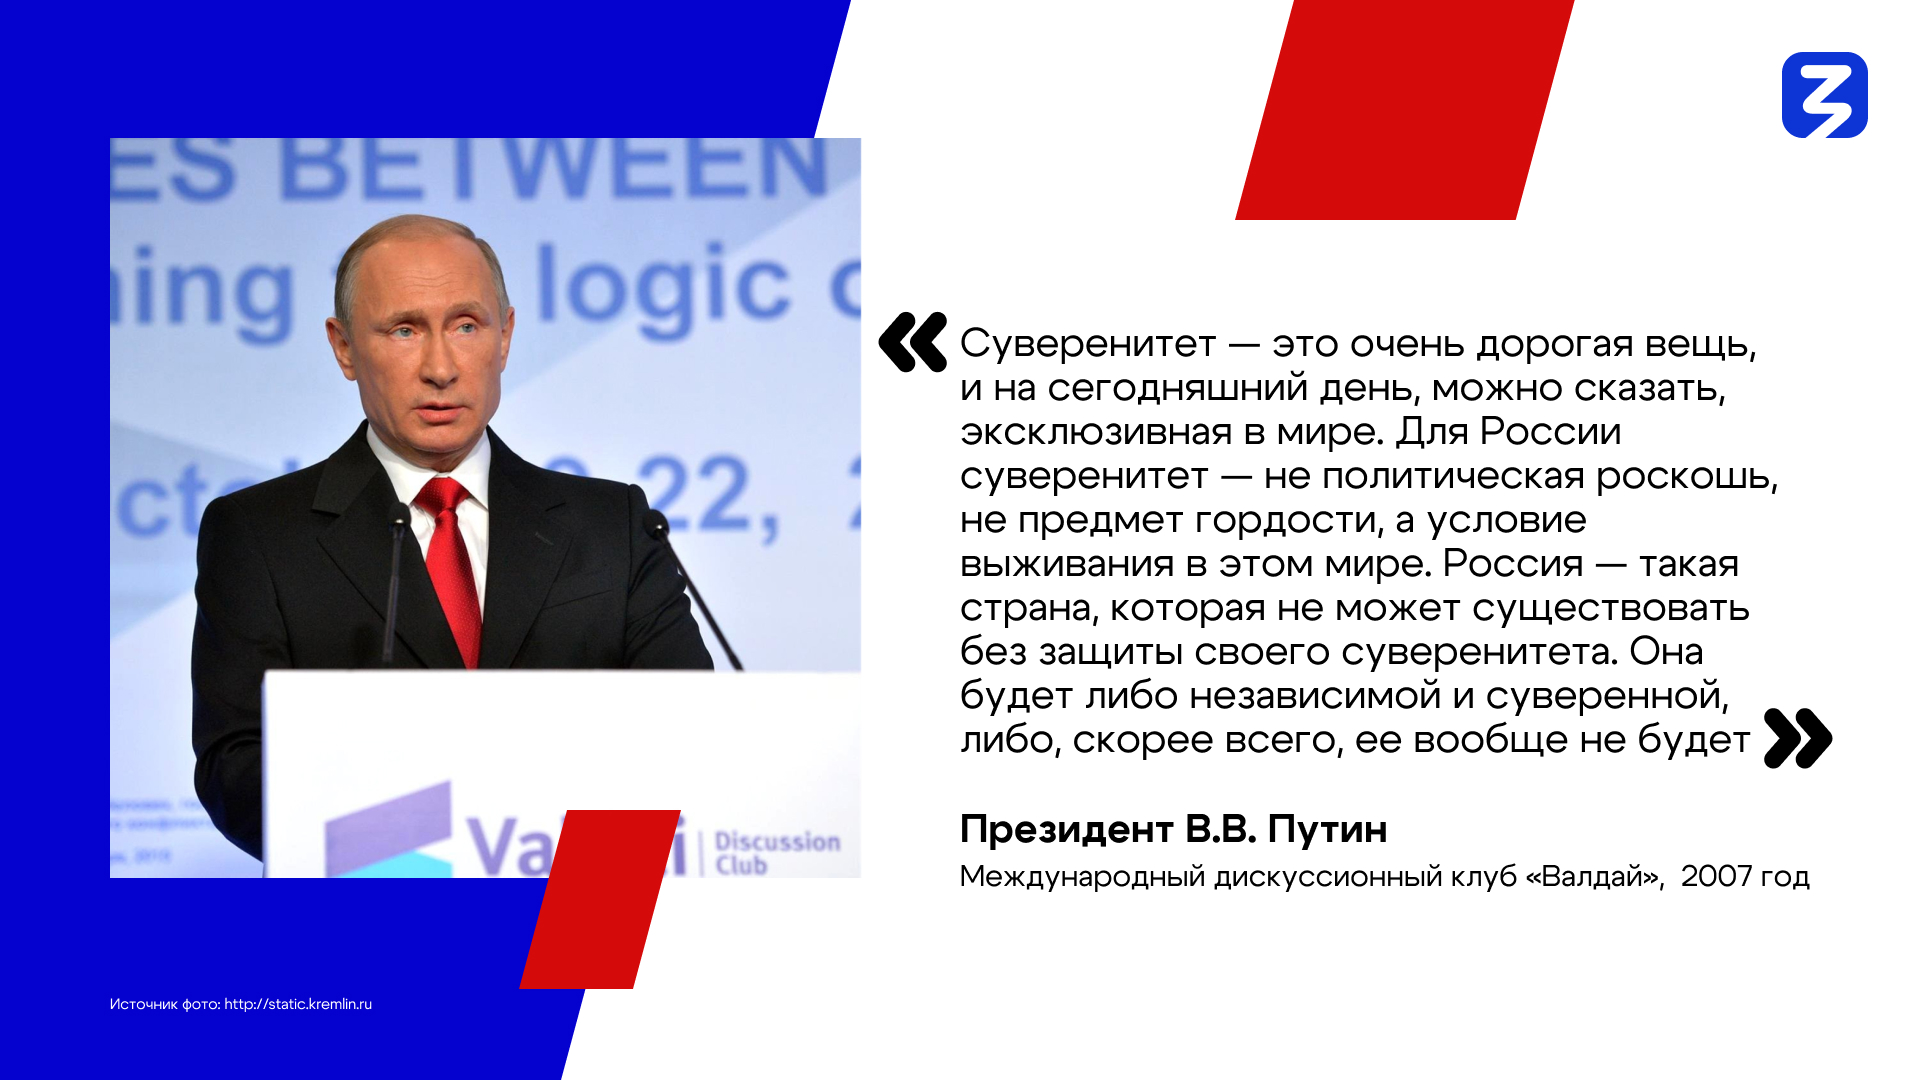 ES BETWEEN
ning logic
22,
Discussion
Club
« Суверенитет — это очень дорогая вещь,
и на сегодняшний день, можно сказать,
эксклюзивная в мире. Для России
суверенитет — не политическая роскошь,
не предмет гордости, а условие
выживания в этом мире. Россия — такая
страна, которая не может существовать
без защиты своего суверенитета. Она
будет либо независимой и суверенной,
либо, скорее всего, ее вообще не будет »
Президент В.В. Путин
Международный дискуссионный клуб «Валдай», 2007 год
Источник фото: http://static.kremlin.ru